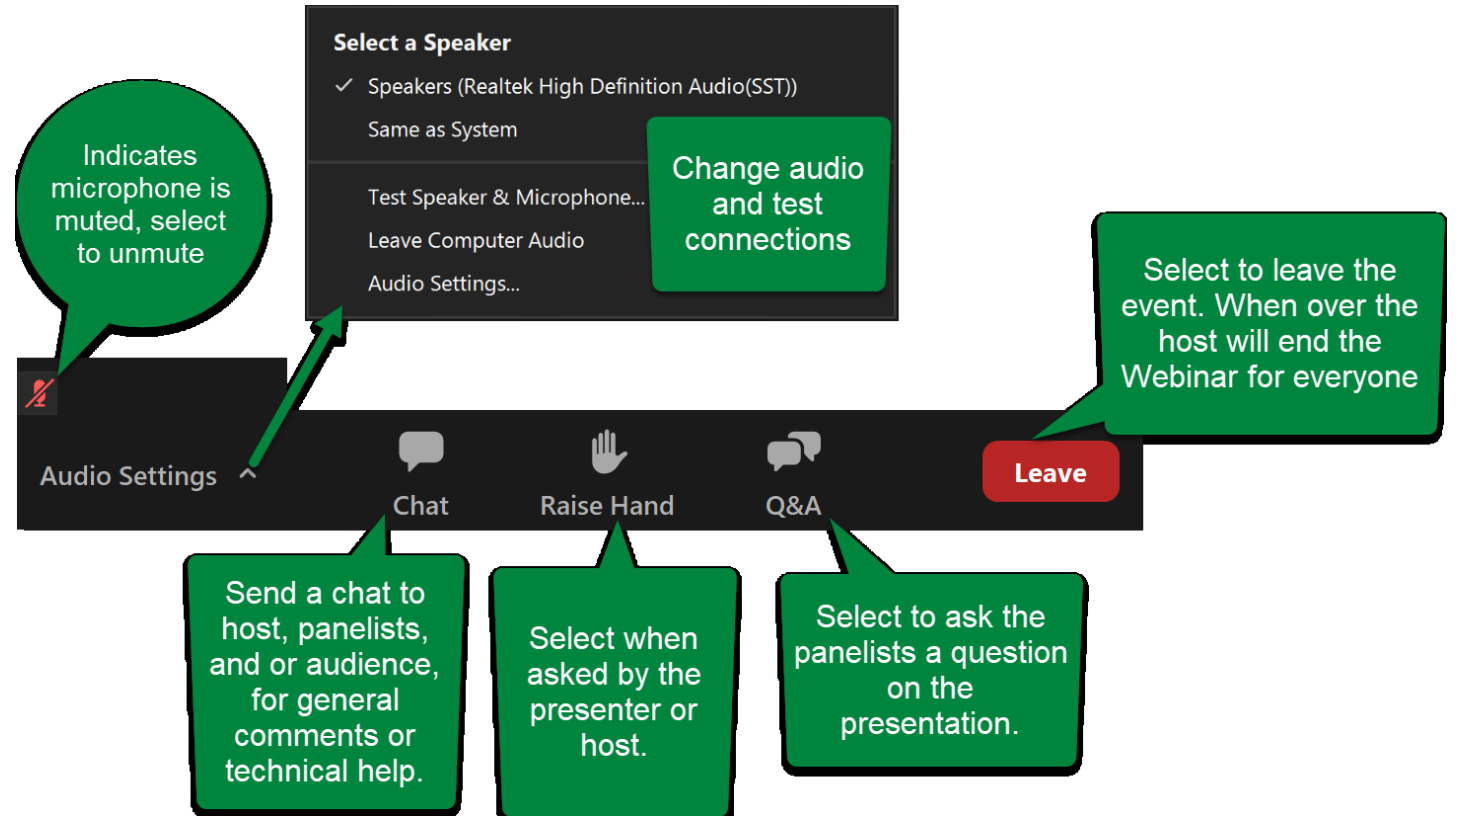 Select a Speaker
Speakers (Realtek High Definition Audio(SST))
Same as System
Test Speaker & Microphone...
Leave Computer Audio
Audio Settings...
Change audio
and test
connections
Indicates
microphone is
muted, select
to unmute
Select to leave the
event. When over the
host will end the
Webinar for everyone
Audio Settings
Chat
Raise Hand
Q&A
Leave
Send a chat to
host, panelists,
and or audience,
for general
comments or
technical help.
Select when
asked by the
presenter or
host.
Select to ask the
panelists a question
on the
presentation.